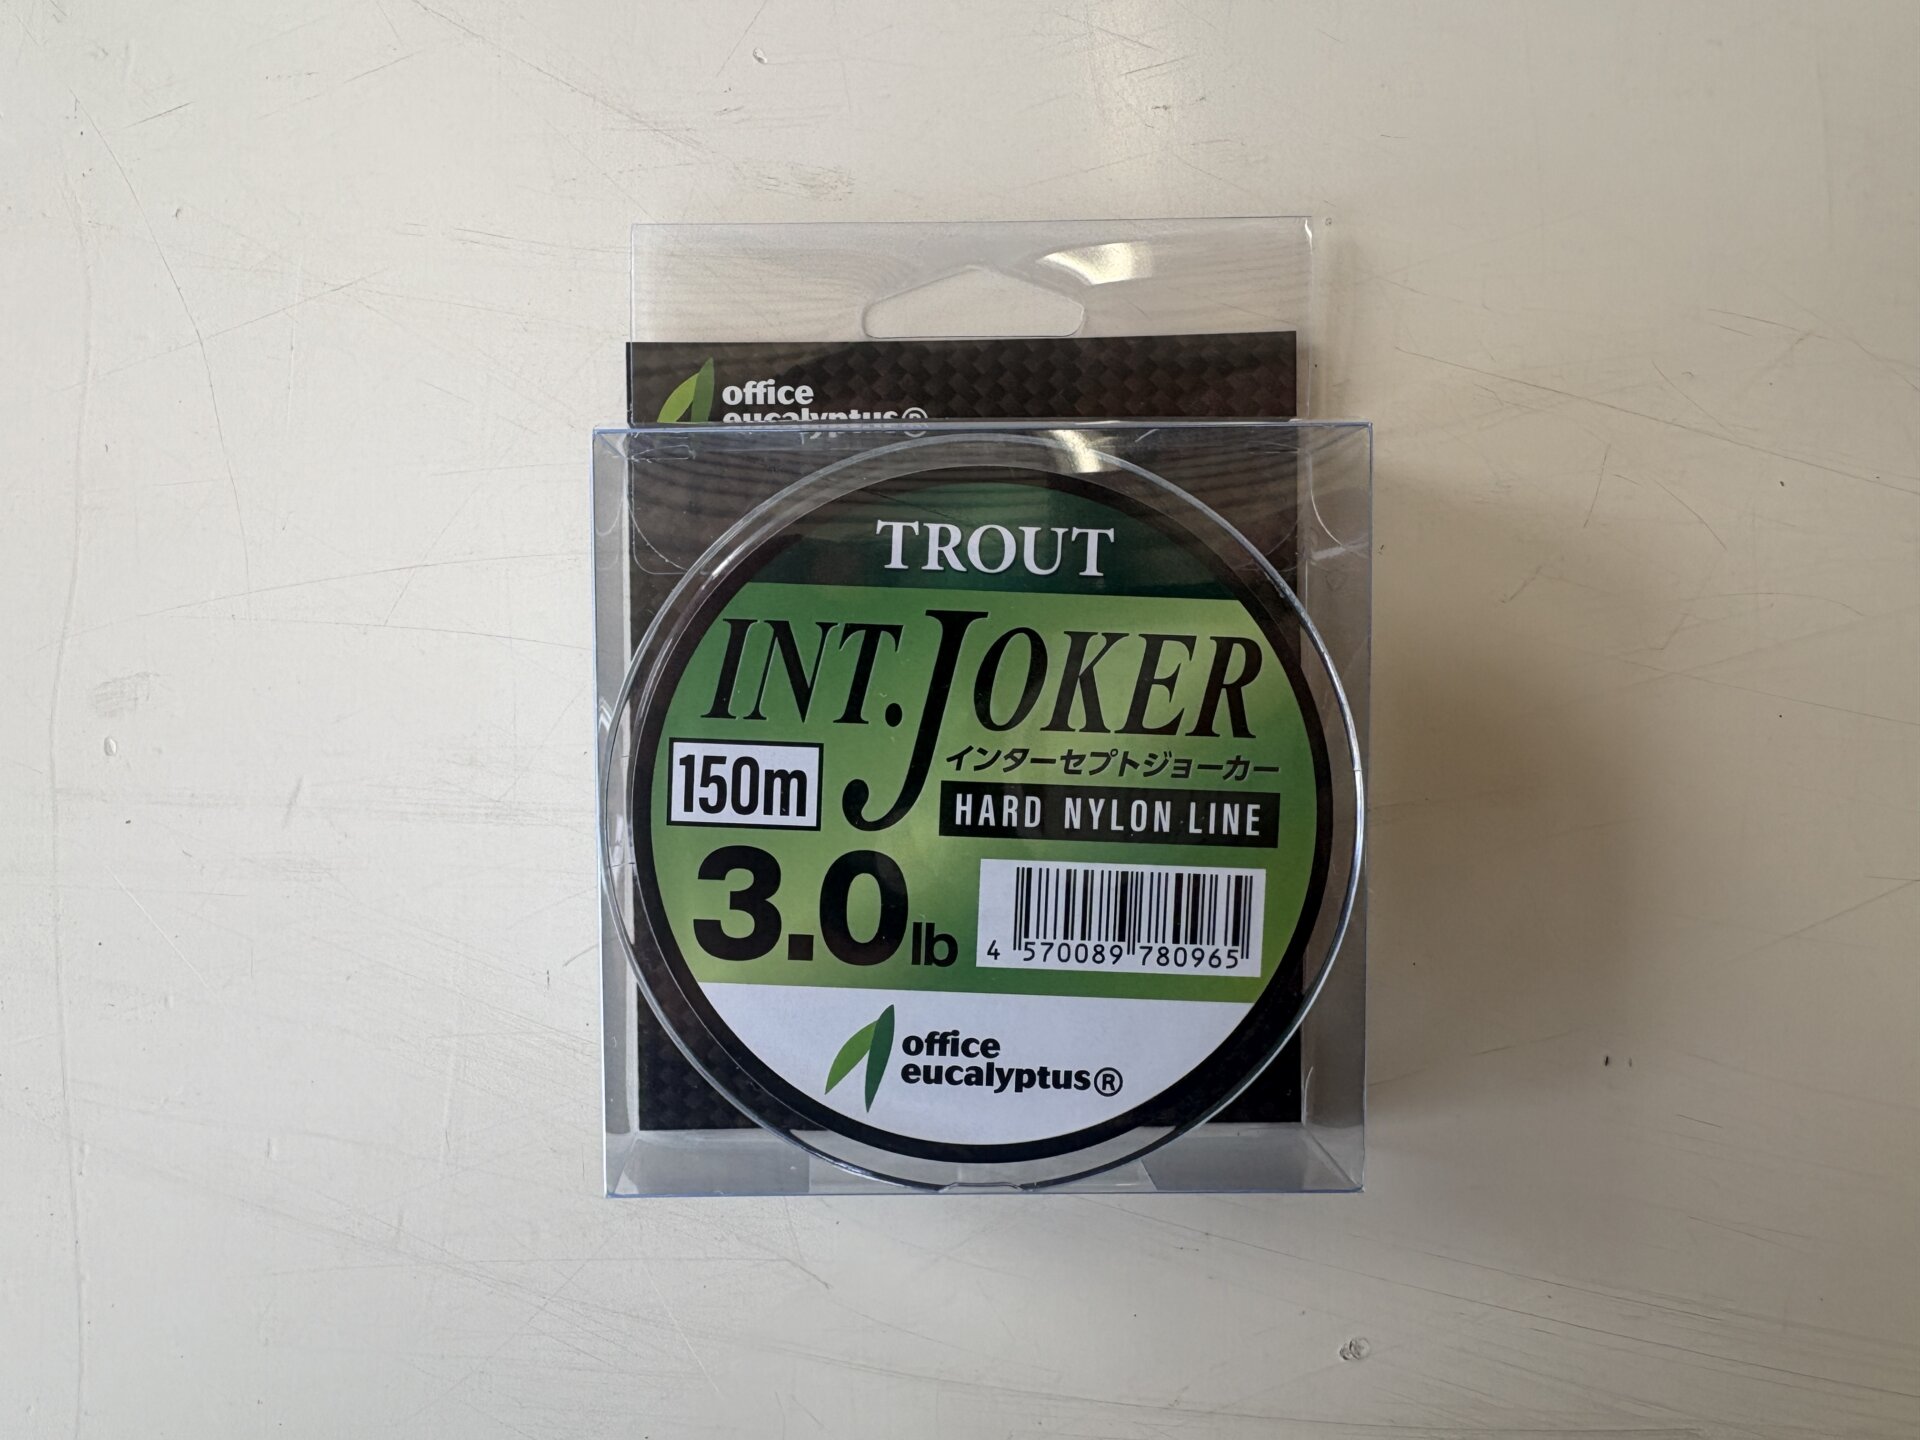 office
eucalyptus®
TROUT
INT.JOKER
インターセプトジョーカー
150m
HARD NYLON LINE
3.0lb
4 570089 780965
office
eucalyptus®